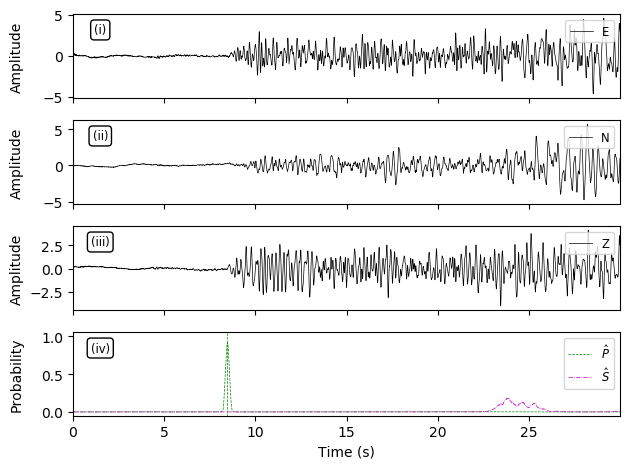 (i)
E
Amplitude
5
0
−5
(ii)
N
Amplitude
5
0
−5
(iii)
Z
Amplitude
2.5
0.0
−2.5
(iv)
P̂
Ŝ
Probability
1.0
0.5
0.0
0 5 10 15 20 25
Time (s)